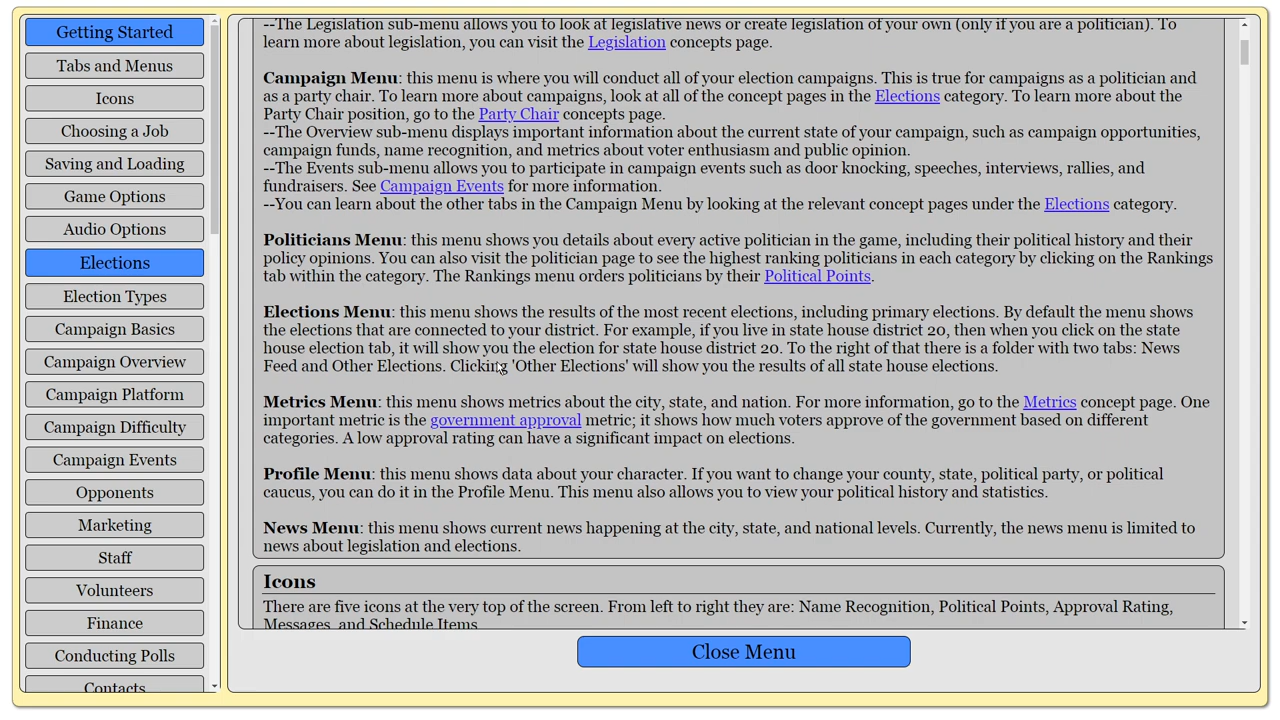 Getting Started
Tabs and Menus
Icons
Choosing a Job
Saving and Loading
Game Options
Audio Options
Elections
Election Types
Campaign Basics
Campaign Overview
Campaign Platform
Campaign Difficulty
Campaign Events
Opponents
Marketing
Staff
Volunteers
Finance
Conducting Polls
Contacts
--The Legislation sub-menu allows you to look at legislative news or create legislation of your own (only if you are a politician). To
learn more about legislation, you can visit the Legislation concepts page.
Campaign Menu: this menu is where you will conduct all of your election campaigns. This is true for campaigns as a politician and
as a party chair. To learn more about campaigns, look at all of the concept pages in the Elections category. To learn more about the
Party Chair position, go to the Party Chair concepts page.
--The Overview sub-menu displays important information about the current state of your campaign, such as campaign opportunities,
campaign funds, name recognition, and metrics about voter enthusiasm and public opinion.
--The Events sub-menu allows you to participate in campaign events such as door knocking, speeches, interviews, rallies, and
fundraisers. See Campaign Events for more information.
--You can learn about the other tabs in the Campaign Menu by looking at the relevant concept pages under the Elections category.
Politicians Menu: this menu shows you details about every active politician in the game, including their political history and their
policy opinions. You can also visit the politician page to see the highest ranking politicians in each category by clicking on the Rankings
tab within the category. The Rankings menu orders politicians by their Political Points.
Elections Menu: this menu shows the results of the most recent elections, including primary elections. By default the menu shows
the elections that are connected to your district. For example, if you live in state house district 20, then when you click on the state
house election tab, it will show you the election for state house district 20. To the right of that there is a folder with two tabs: News
Feed and Other Elections. Clicking 'Other Elections' will show you the results of all state house elections.
Metrics Menu: this menu shows metrics about the city, state, and nation. For more information, go to the Metrics concept page. One
important metric is the government approval metric; it shows how much voters approve of the government based on different
categories. A low approval rating can have a significant impact on elections.
Profile Menu: this menu shows data about your character. If you want to change your county, state, political party, or political
caucus, you can do it in the Profile Menu. This menu also allows you to view your political history and statistics.
News Menu: this menu shows current news happening at the city, state, and national levels. Currently, the news menu is limited to
news about legislation and elections.
Icons
There are five icons at the very top of the screen. From left to right they are: Name Recognition, Political Points, Approval Rating,
Messages, and Schedule Items
Close Menu